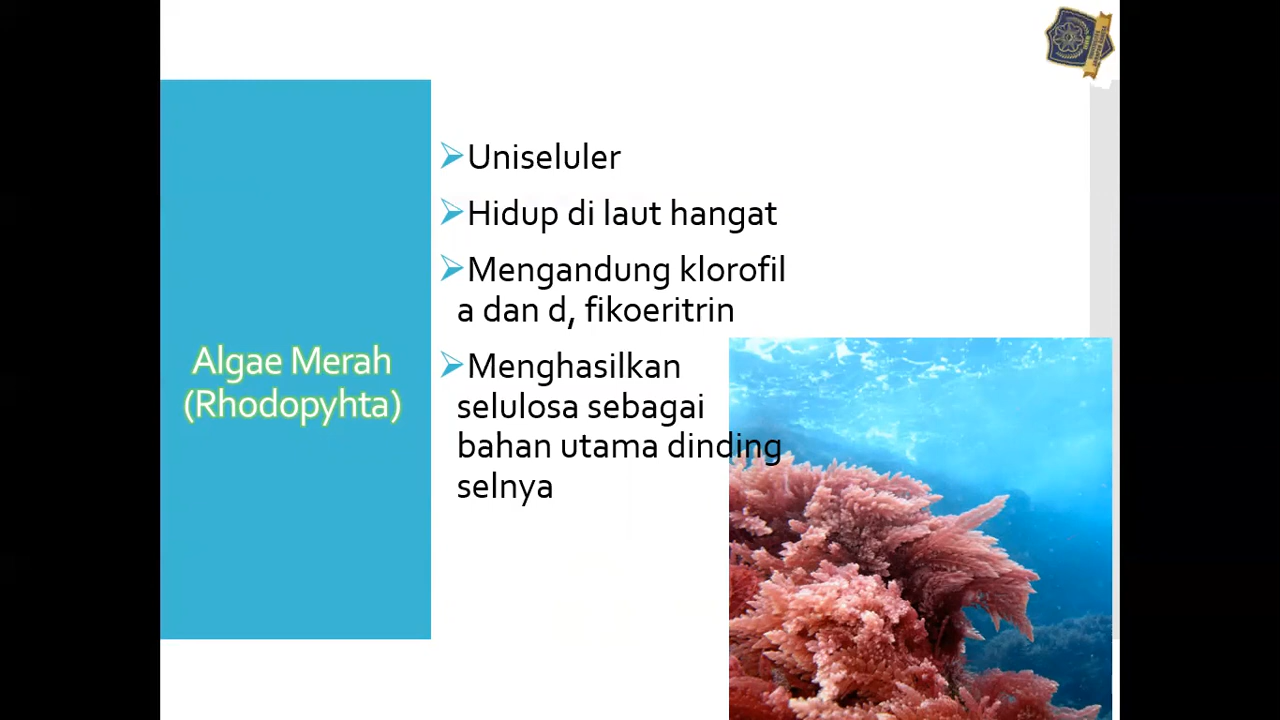 Uniseluler
Hidup di laut hangat
Mengandung klorofil
a dan d, fikoeritrin
Algae Merah
(Rhodopyhta)
Menghasilkan
selulosa sebagai
bahan utama dinding
selnya